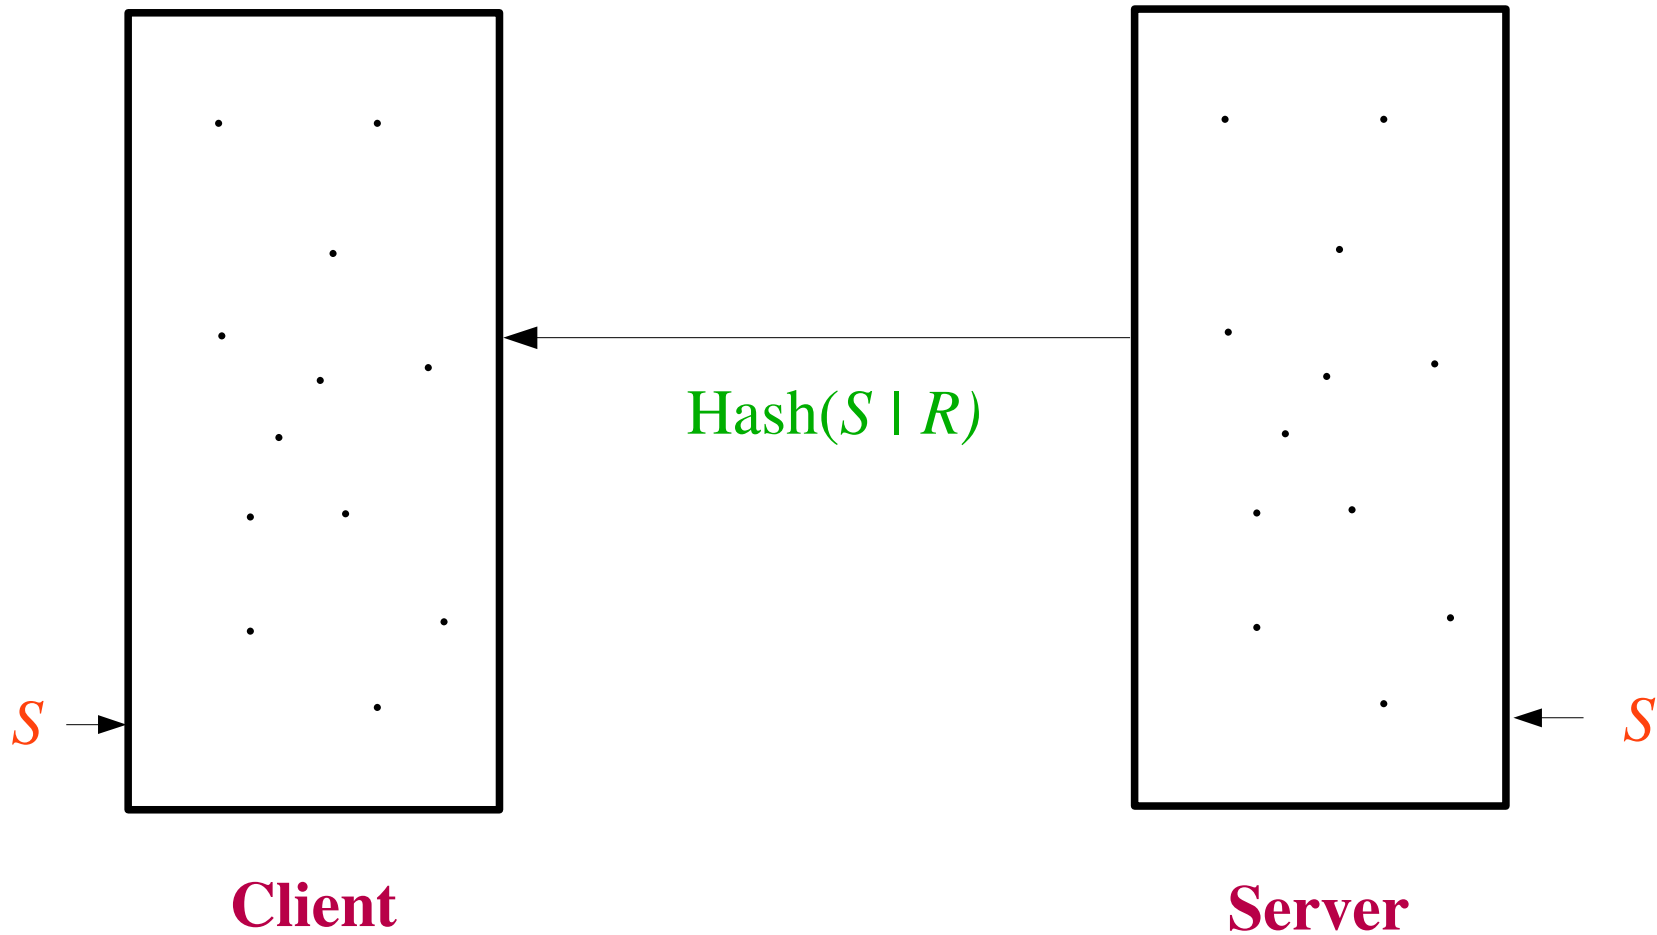 Hash(S | R)
S
S
Client
Server